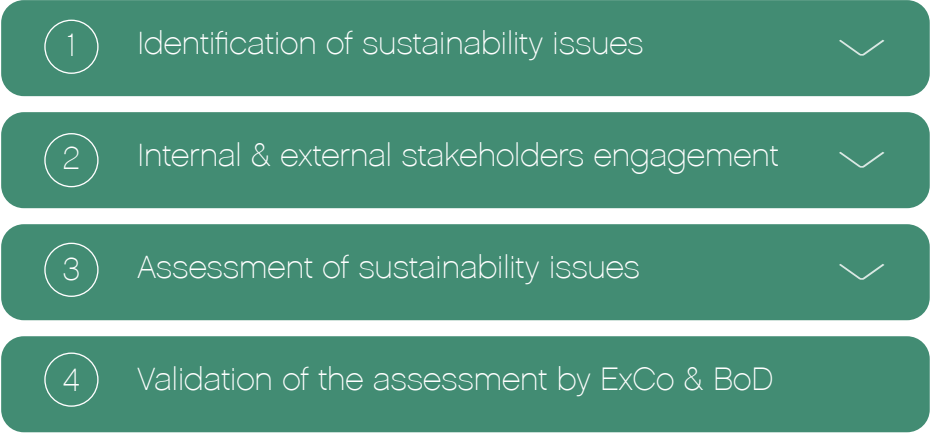 1 Identification of sustainability issues
2 Internal & external stakeholders engagement
3 Assessment of sustainability issues
4 Validation of the assessment by ExCo & BoD